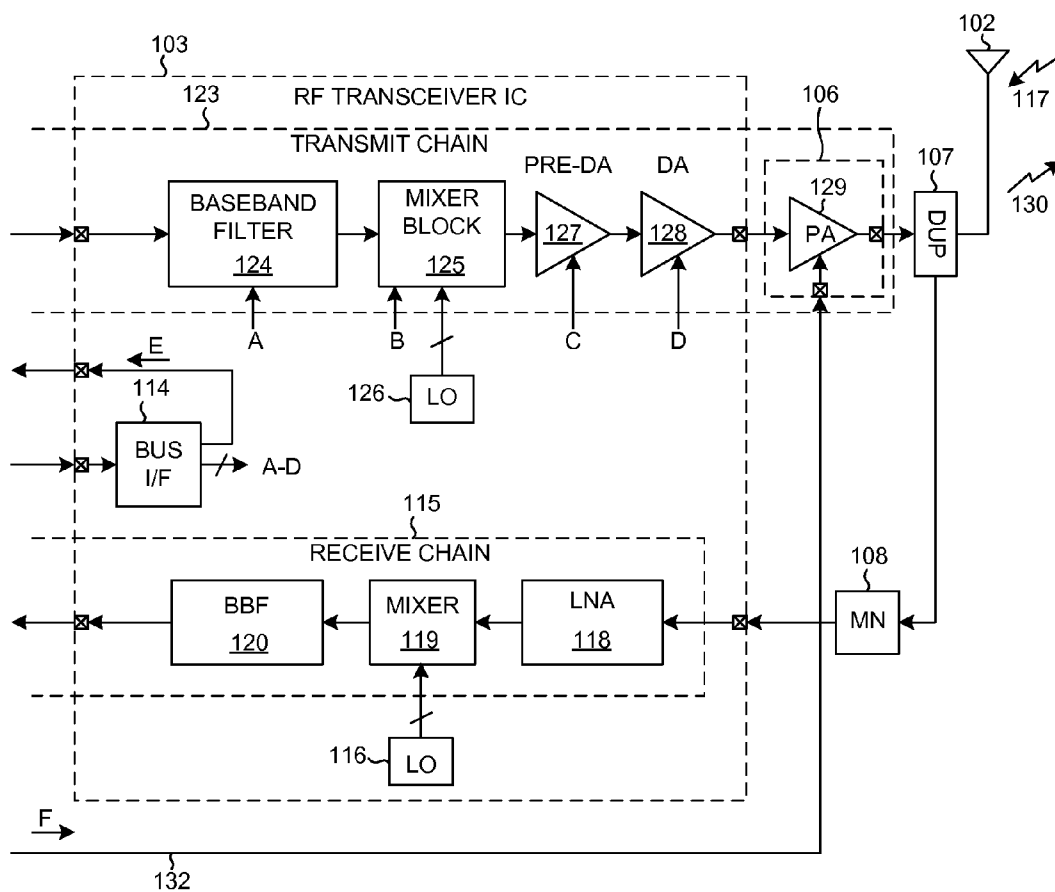 103
RF TRANSCEIVER IC
102
117
123
TRANSMIT CHAIN
106
107
130
BASEBAND
FILTER
124
MIXER
BLOCK
125
PRE-DA
127
DA
128
129
PA
DUP
A
B
C
D
E
114
126
LO
BUS
I/F
A-D
115
RECEIVE CHAIN
108
BBF
120
MIXER
119
LNA
118
MN
116
LO
F
132